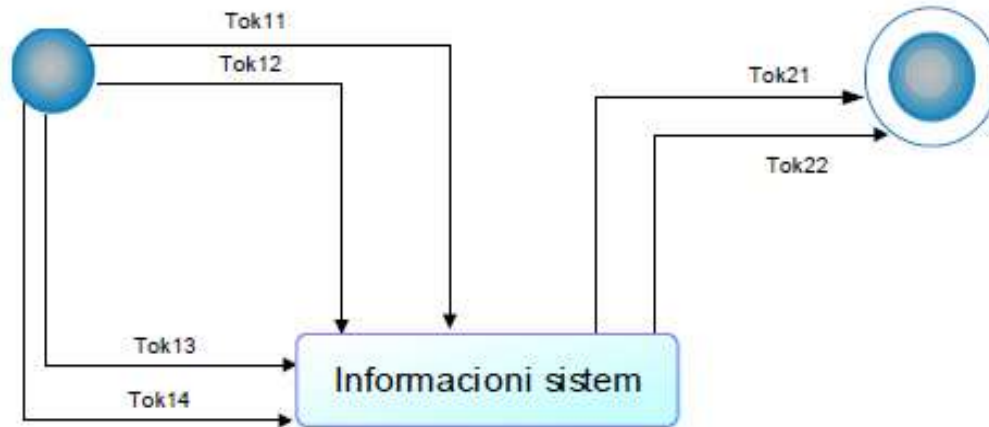 Tok11
Tok12
Tok21
Tok22
Tok13
Informacioni sistem
Tok14